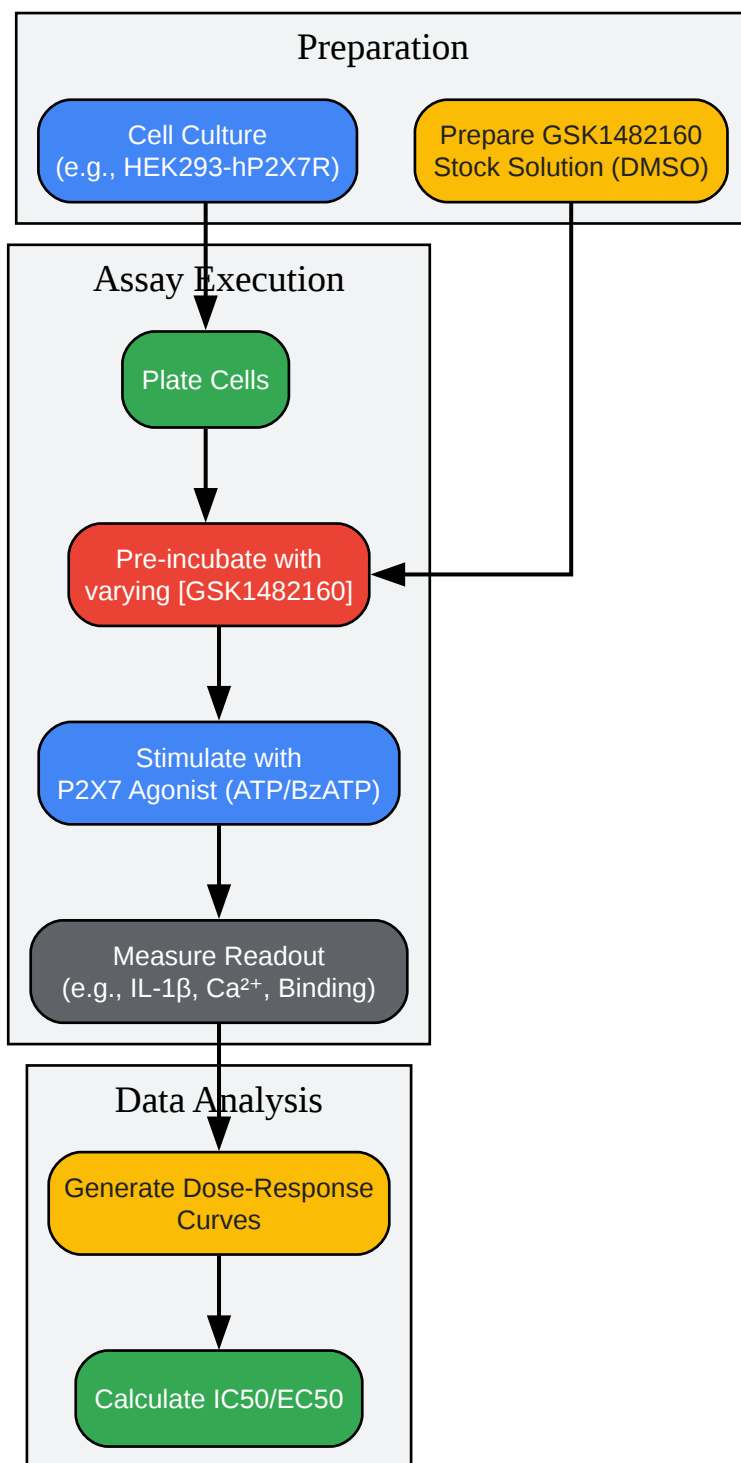 Preparation
Cell Culture
(e.g., HEK293-hP2X7R)
Prepare GSK1482160
Stock Solution (DMSO)
Assay Execution
Plate Cells
Pre-incubate with
varying [GSK1482160]
Stimulate with
P2X7 Agonist (ATP/BzATP)
Measure Readout
(e.g., IL-1β, Ca²⁺, Binding)
Data Analysis
Generate Dose-Response
Curves
Calculate IC50/EC50